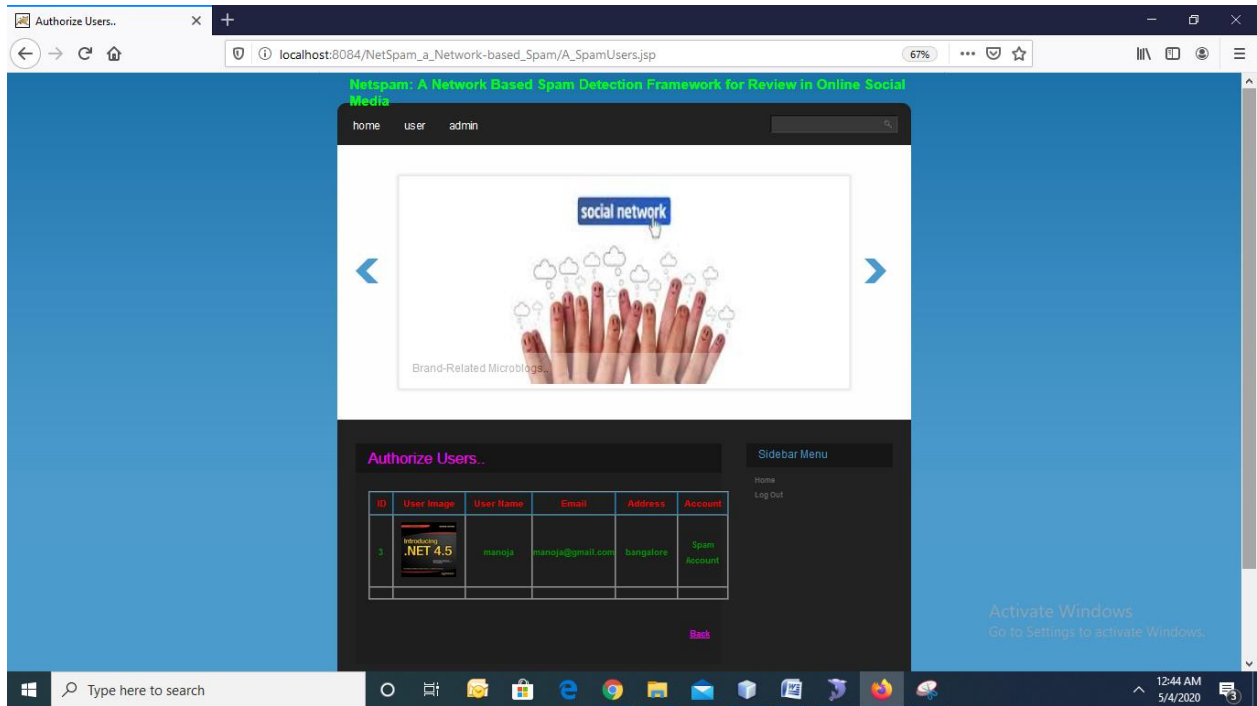 Authorize Users..
localhost:8084/NetSpam_a_Network-based_Spam/A_SpamUsers.jsp
67%
Netspam: A Network Based Spam Detection Framework for Review in Online Social
Media
home user admin
social network
Brand-Related Microblogs..
Authorize Users..
Sidebar Menu
Home
Log Out
ID User Image User Name Email Address Account
3 Introducing .NET 4.5 manoja manoja@gmail.com bangalore Spam Account
Back
Activate Windows
Go to Settings to activate Windows.
Type here to search
12:44 AM
5/4/2020
3